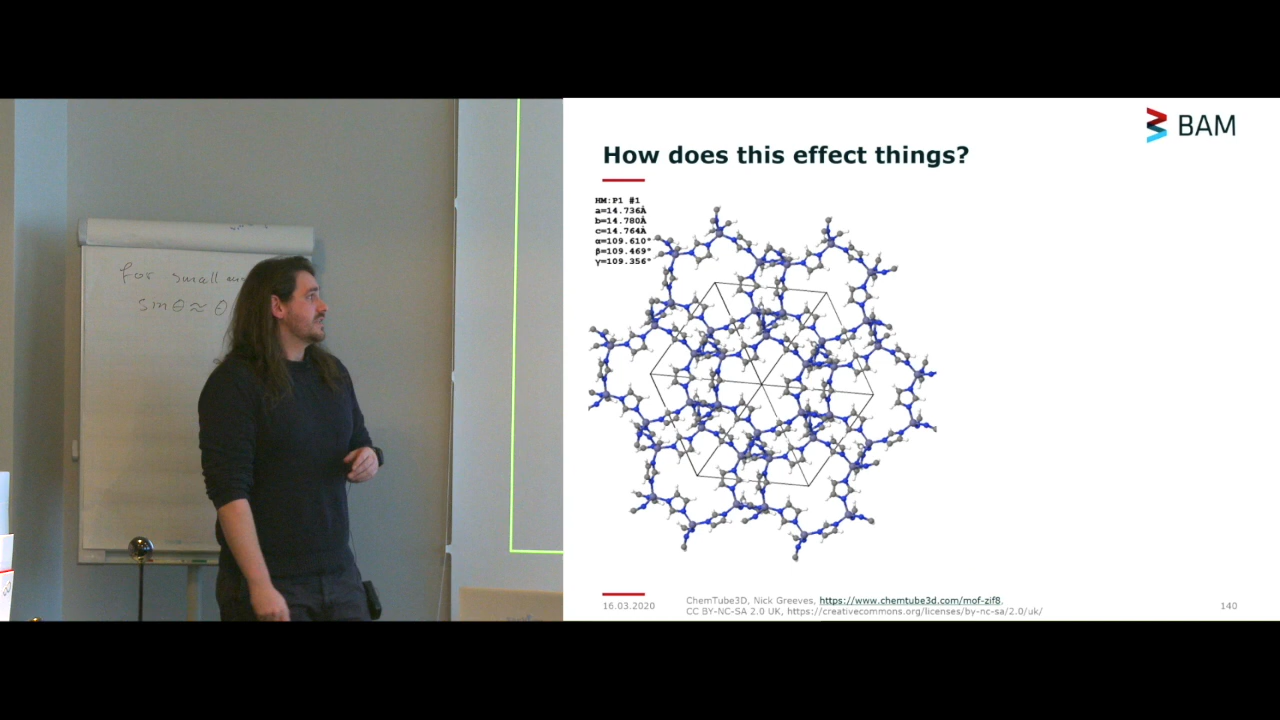 for small
sin θ ≈ θ
BAM
How does this effect things?
HM:P1 #1
a=14.736Å
b=14.780Å
c=14.764Å
α=109.610°
β=109.469°
γ=109.356°
16.03.2020
ChemTube3D, Nick Greeves, https://www.chemtube3d.com/mof-zif8,
CC BY-NC-SA 2.0 UK, https://creativecommons.org/licenses/by-nc-sa/2.0/uk/
140